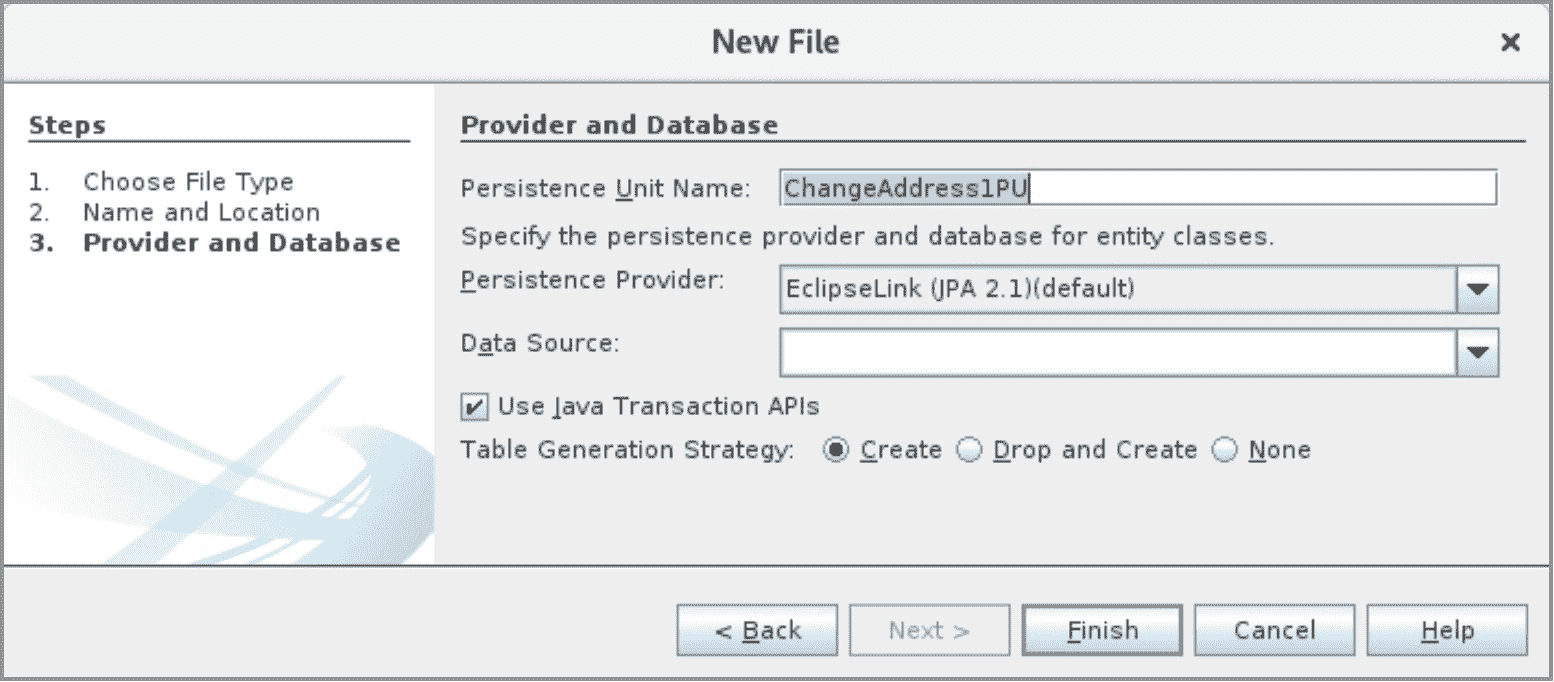 New File
Steps
1. Choose File Type
2. Name and Location
3. Provider and Database
Provider and Database
Persistence Unit Name: ChangeAddress1PU
Specify the persistence provider and database for entity classes.
Persistence Provider: EclipseLink (JPA 2.1)(default)
Data Source:
Use Java Transaction APIs
Table Generation Strategy: Create Drop and Create None
< Back Next > Finish Cancel Help